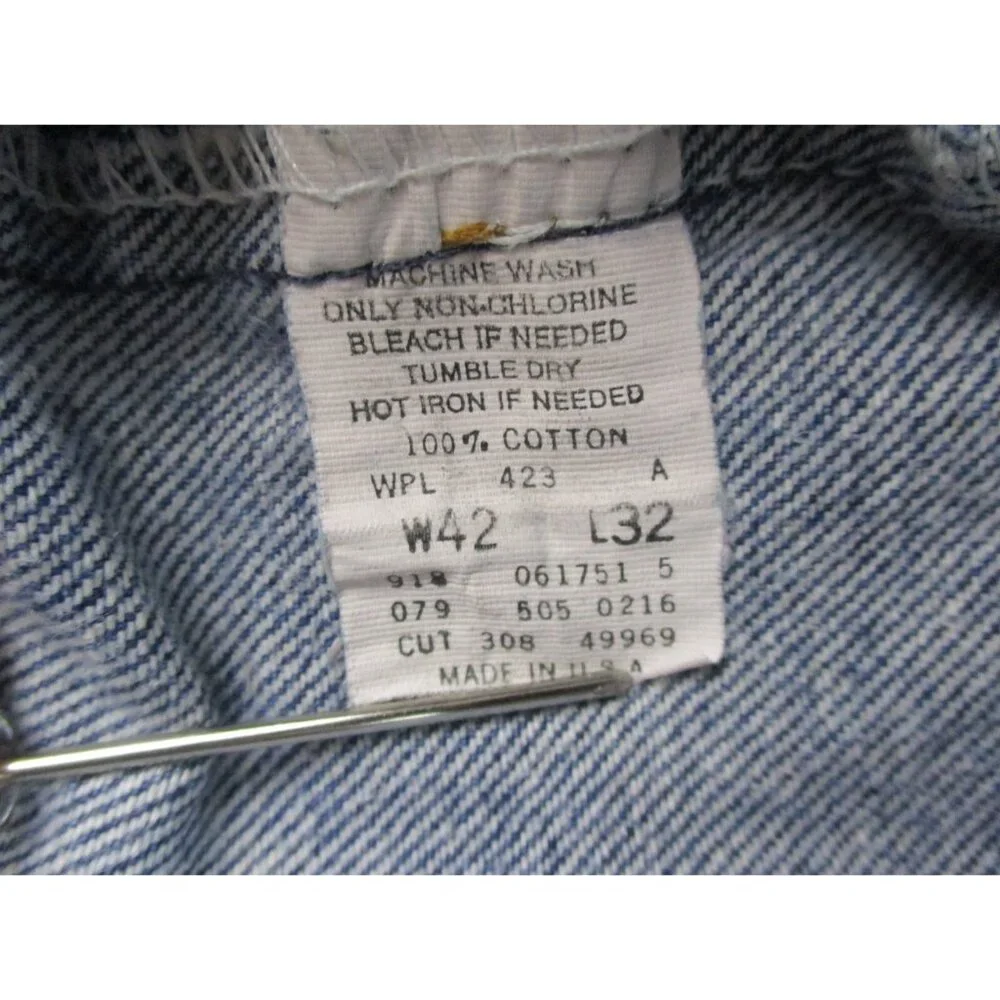 MACHINE WASH
ONLY NON-CHLORINE
BLEACH IF NEEDED
TUMBLE DRY
HOT IRON IF NEEDED
100% COTTON
WPL 423 A
W42 L32
918 061751 5
079 505 0216
CUT 308 49969
MADE IN U.S.A